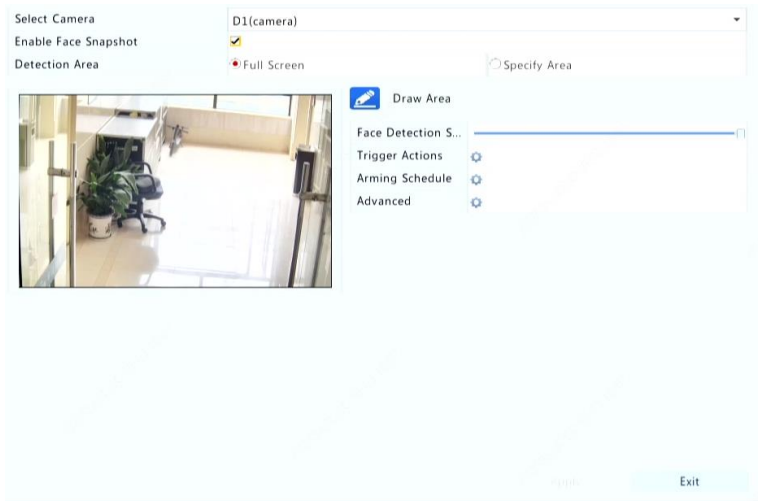 Select Camera
D1(camera)
Enable Face Snapshot
Detection Area
Full Screen
Specify Area
Draw Area
Face Detection S...
Trigger Actions
Arming Schedule
Advanced
Apply
Exit